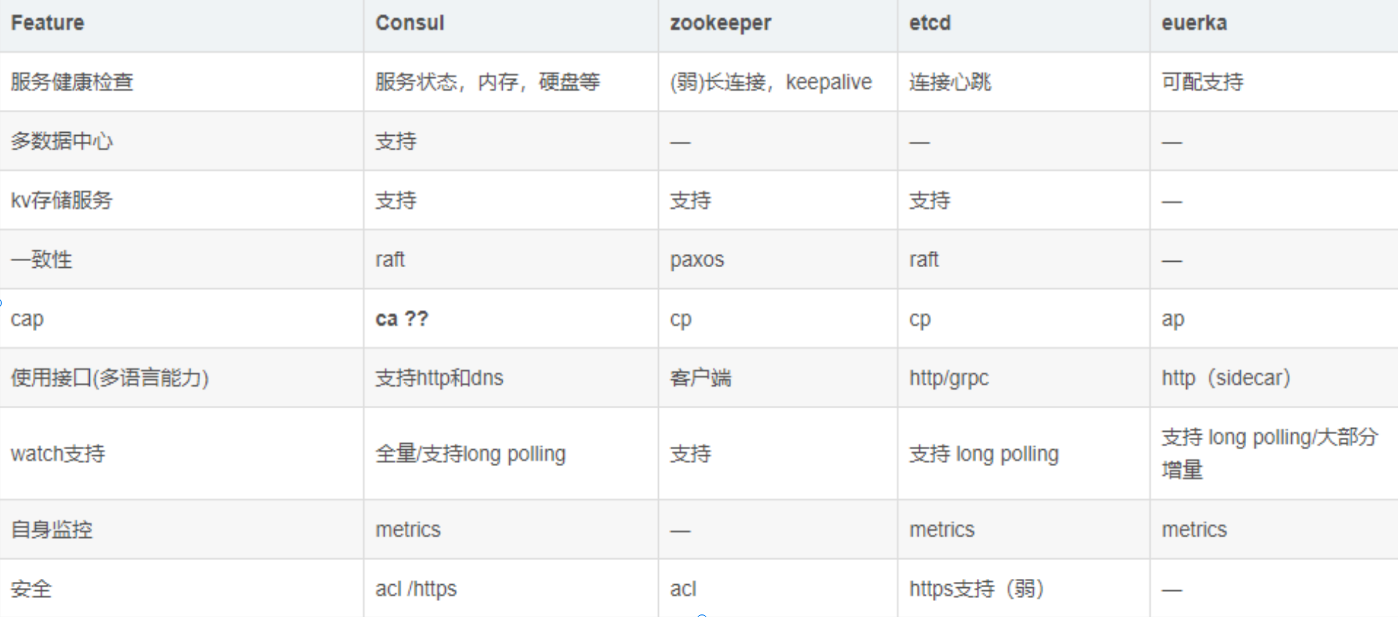 Feature Consul zookeeper etcd euerka
服务健康检查 服务状态，内存，硬盘等 (弱)长连接，keepalive 连接心跳 可配支持
多数据中心 支持 — — —
kv存储服务 支持 支持 支持 —
一致性 raft paxos raft —
cap ca ?? cp cp ap
使用接口(多语言能力) 支持http和dns 客户端 http/grpc http（sidecar）
watch支持 全量/支持long polling 支持 支持 long polling 支持 long polling/大部分
增量
自身监控 metrics — metrics metrics
安全 acl /https acl https支持（弱） —